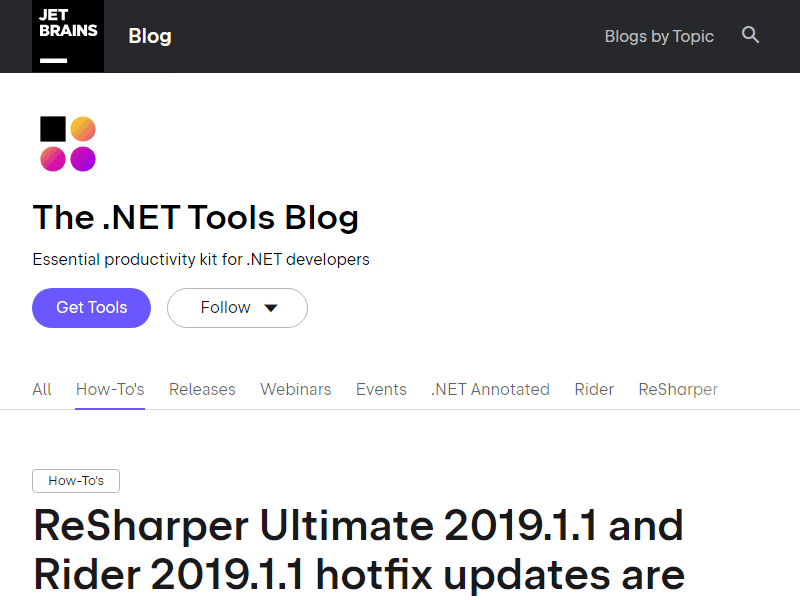 JET
BRAINS
Blog
Blogs by Topic
The .NET Tools Blog
Essential productivity kit for .NET developers
Get Tools
Follow
All How-To's Releases Webinars Events .NET Annotated Rider ReSharper
How-To's
ReSharper Ultimate 2019.1.1 and
Rider 2019.1.1 hotfix updates are